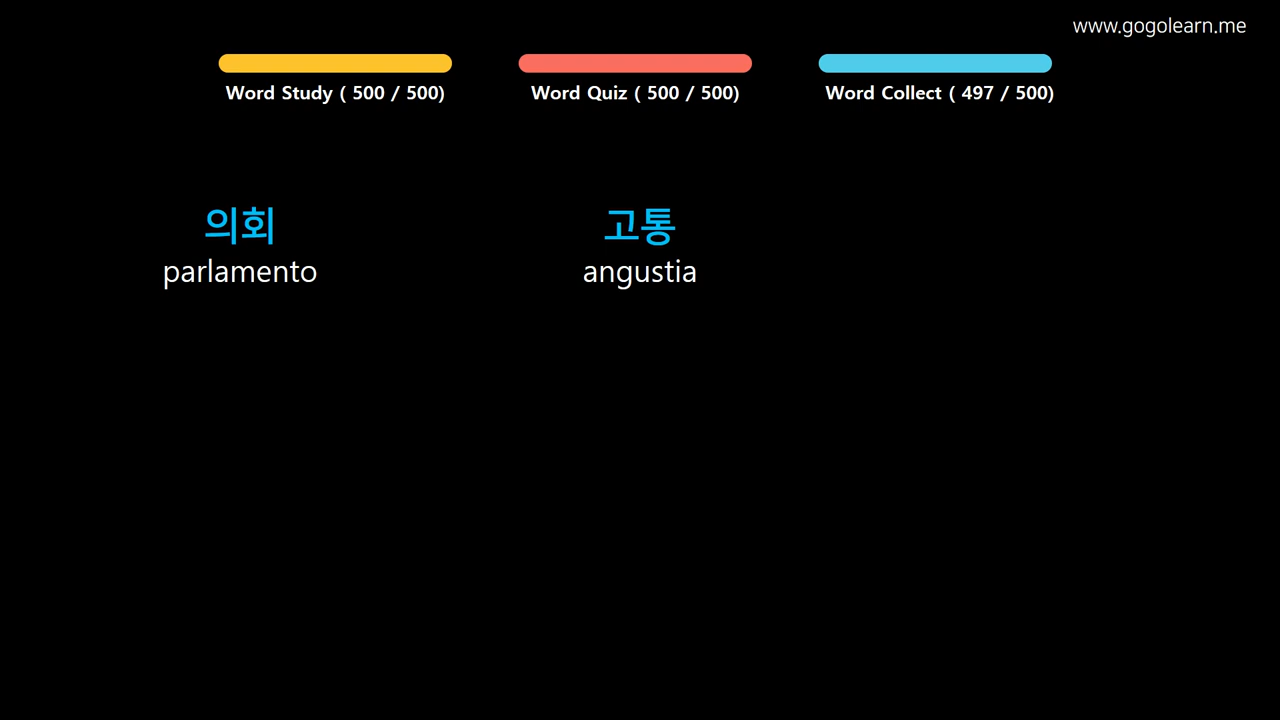 www.gogolearn.me
Word Study ( 500 / 500)
Word Quiz ( 500 / 500)
Word Collect ( 497 / 500)
의회
parlamento
고통
angustia